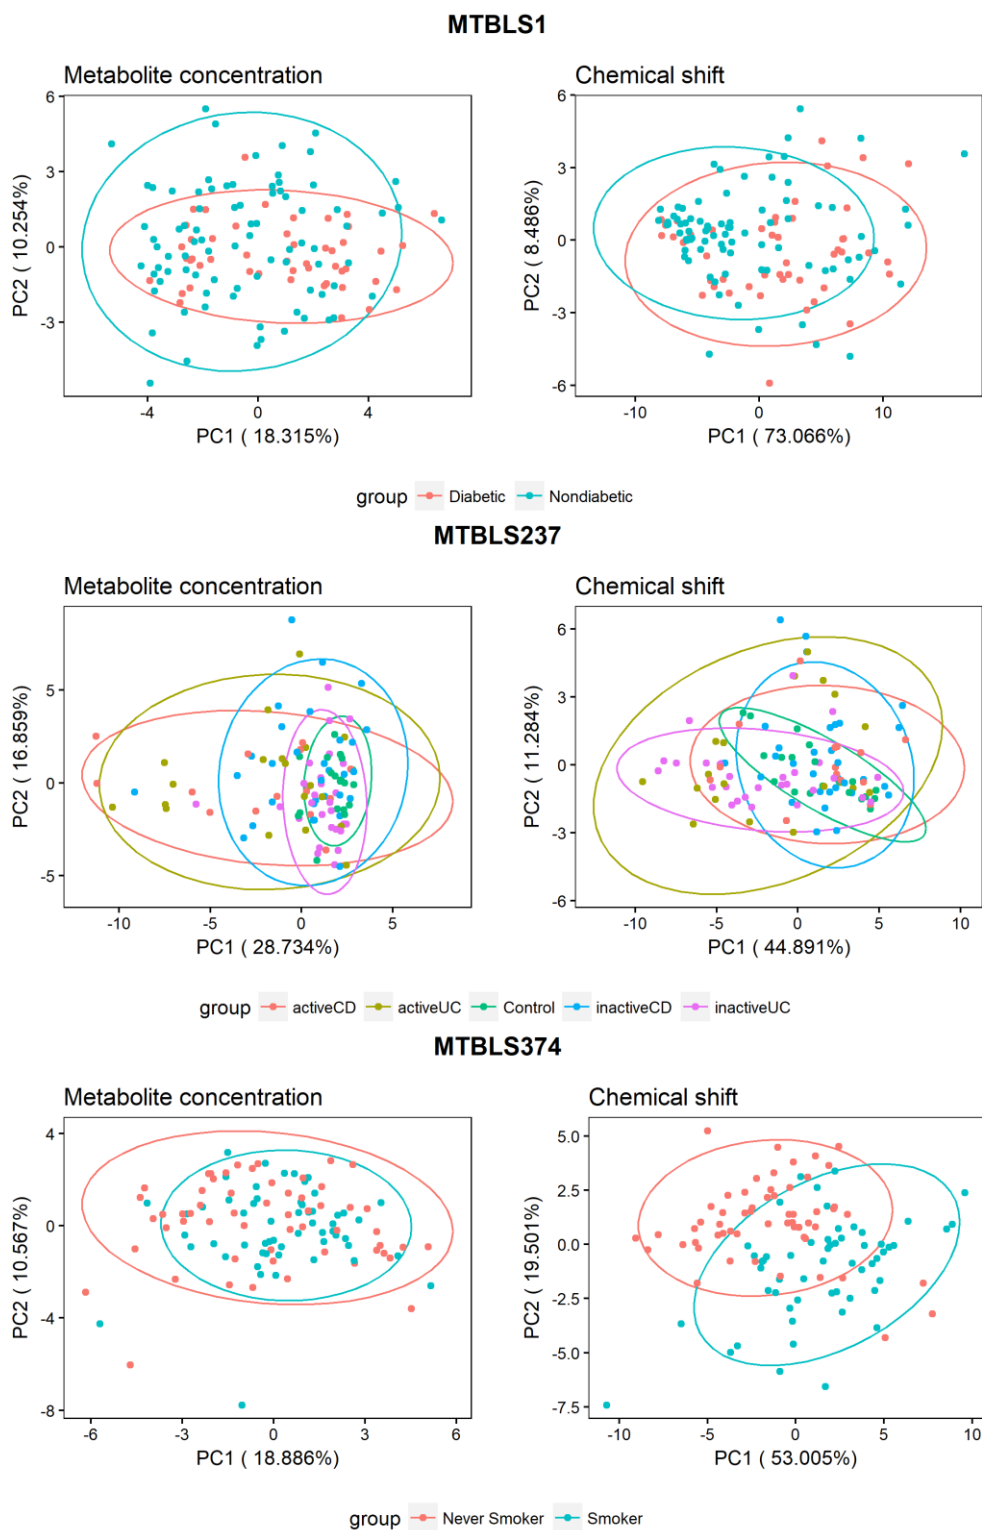 MTBLS1
Metabolite concentration
Chemical shift
6
3
0
-3
PC2 ( 10.254%)
-4
0
4
PC1 ( 18.315%)
6
3
0
-3
-6
PC2 ( 8.486%)
-10
0
10
PC1 ( 73.066%)
group Diabetic Nondiabetic
MTBLS237
Metabolite concentration
Chemical shift
5
0
-5
PC2 ( 16.859%)
-10
-5
0
5
PC1 ( 28.734%)
6
3
0
-3
-6
PC2 ( 11.284%)
-10
-5
0
5
10
PC1 ( 44.891%)
group activeCD activeUC Control inactiveCD inactiveUC
MTBLS374
Metabolite concentration
Chemical shift
4
0
-4
-8
PC2 ( 10.567%)
-6
-3
0
3
6
PC1 ( 18.886%)
5.0
2.5
0.0
-2.5
-5.0
-7.5
PC2 ( 19.501%)
-10
-5
0
5
10
PC1 ( 53.005%)
group Never Smoker Smoker